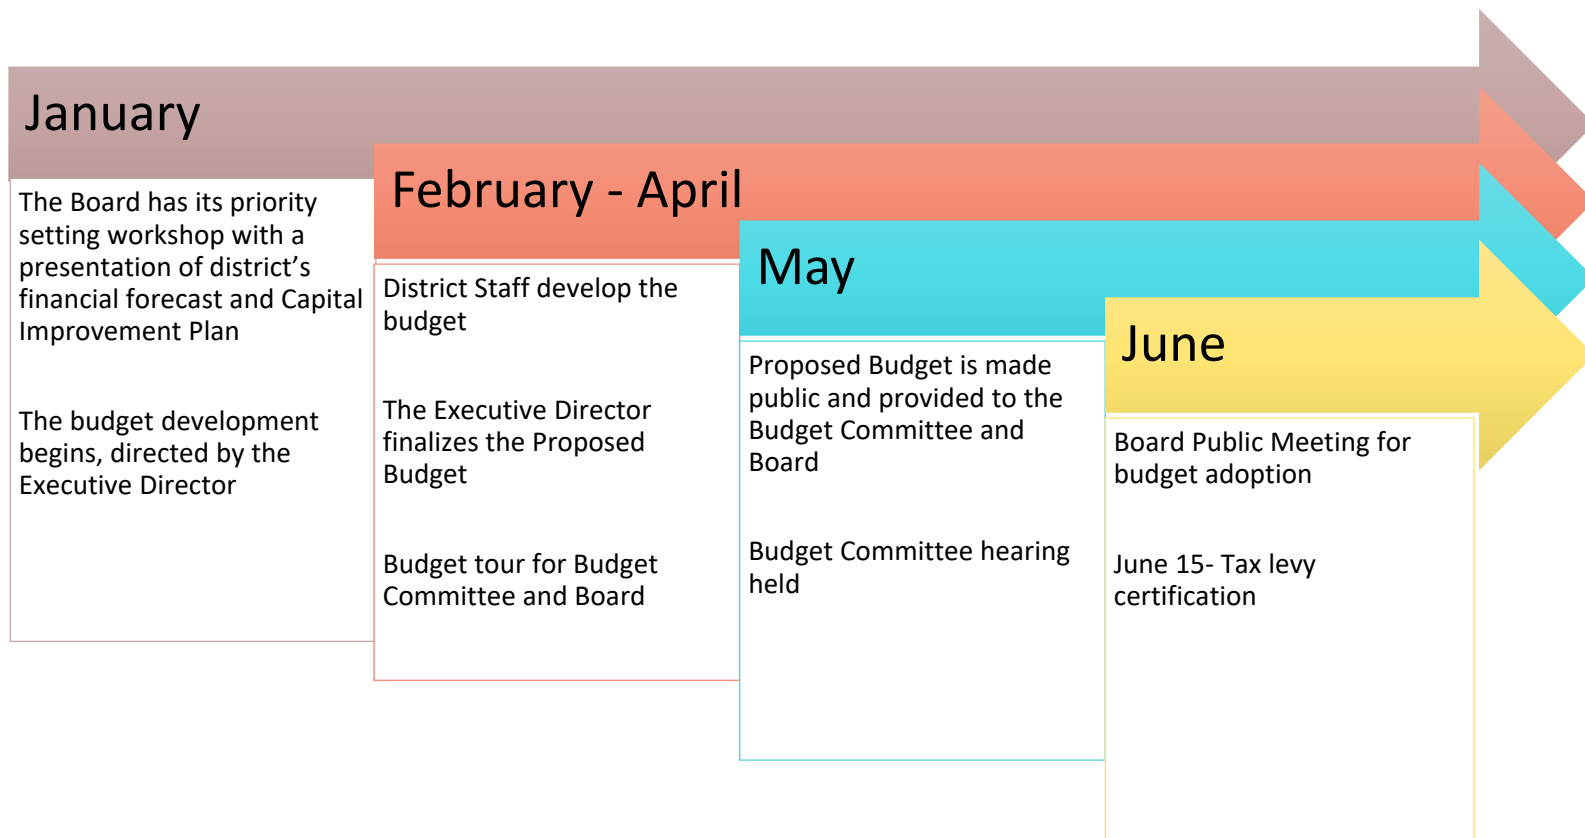 January
The Board has its priority
setting workshop with a
presentation of district’s
financial forecast and Capital
Improvement Plan
The budget development
begins, directed by the
Executive Director
February - April
District Staff develop the
budget
The Executive Director
finalizes the Proposed
Budget
Budget tour for Budget
Committee and Board
May
Proposed Budget is made
public and provided to the
Budget Committee and
Board
Budget Committee hearing
held
June
Board Public Meeting for
budget adoption
June 15- Tax levy
certification